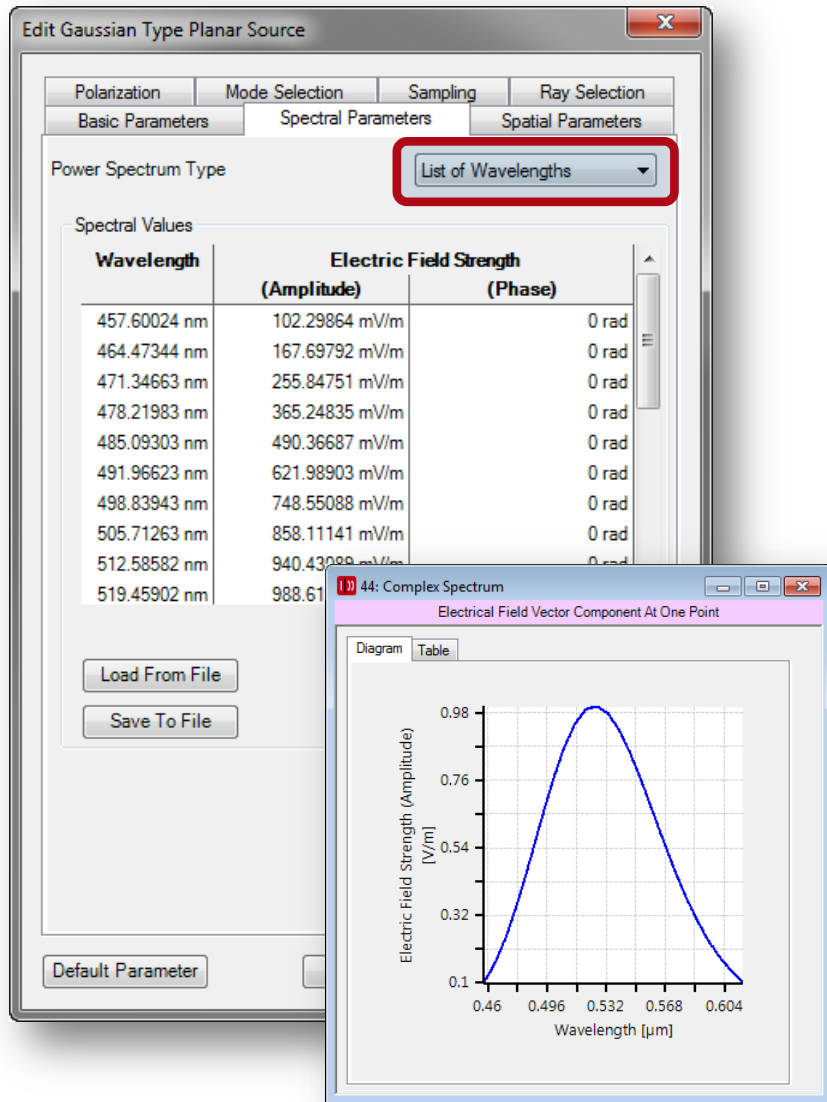 Edit Gaussian Type Planar Source
Polarization Mode Selection Sampling Ray Selection
Basic Parameters Spectral Parameters Spatial Parameters
Power Spectrum Type List of Wavelengths
Spectral Values
Wavelength Electric Field Strength
(Amplitude) (Phase)
457.60024 nm 102.29864 mV/m 0 rad
464.47344 nm 167.69792 mV/m 0 rad
471.34663 nm 255.84751 mV/m 0 rad
478.21983 nm 365.24835 mV/m 0 rad
485.09303 nm 490.36687 mV/m 0 rad
491.96623 nm 621.98903 mV/m 0 rad
498.83943 nm 748.55088 mV/m 0 rad
505.71263 nm 858.11141 mV/m 0 rad
512.58582 nm 940.43089 mV/m 0 rad
519.45902 nm 988.61
Load From File
Save To File
Default Parameter
44: Complex Spectrum
Electrical Field Vector Component At One Point
Diagram Table
Electric Field Strength (Amplitude)
[V/m]
0.98
0.76
0.54
0.32
0.1
0.46 0.496 0.532 0.568 0.604
Wavelength [µm]